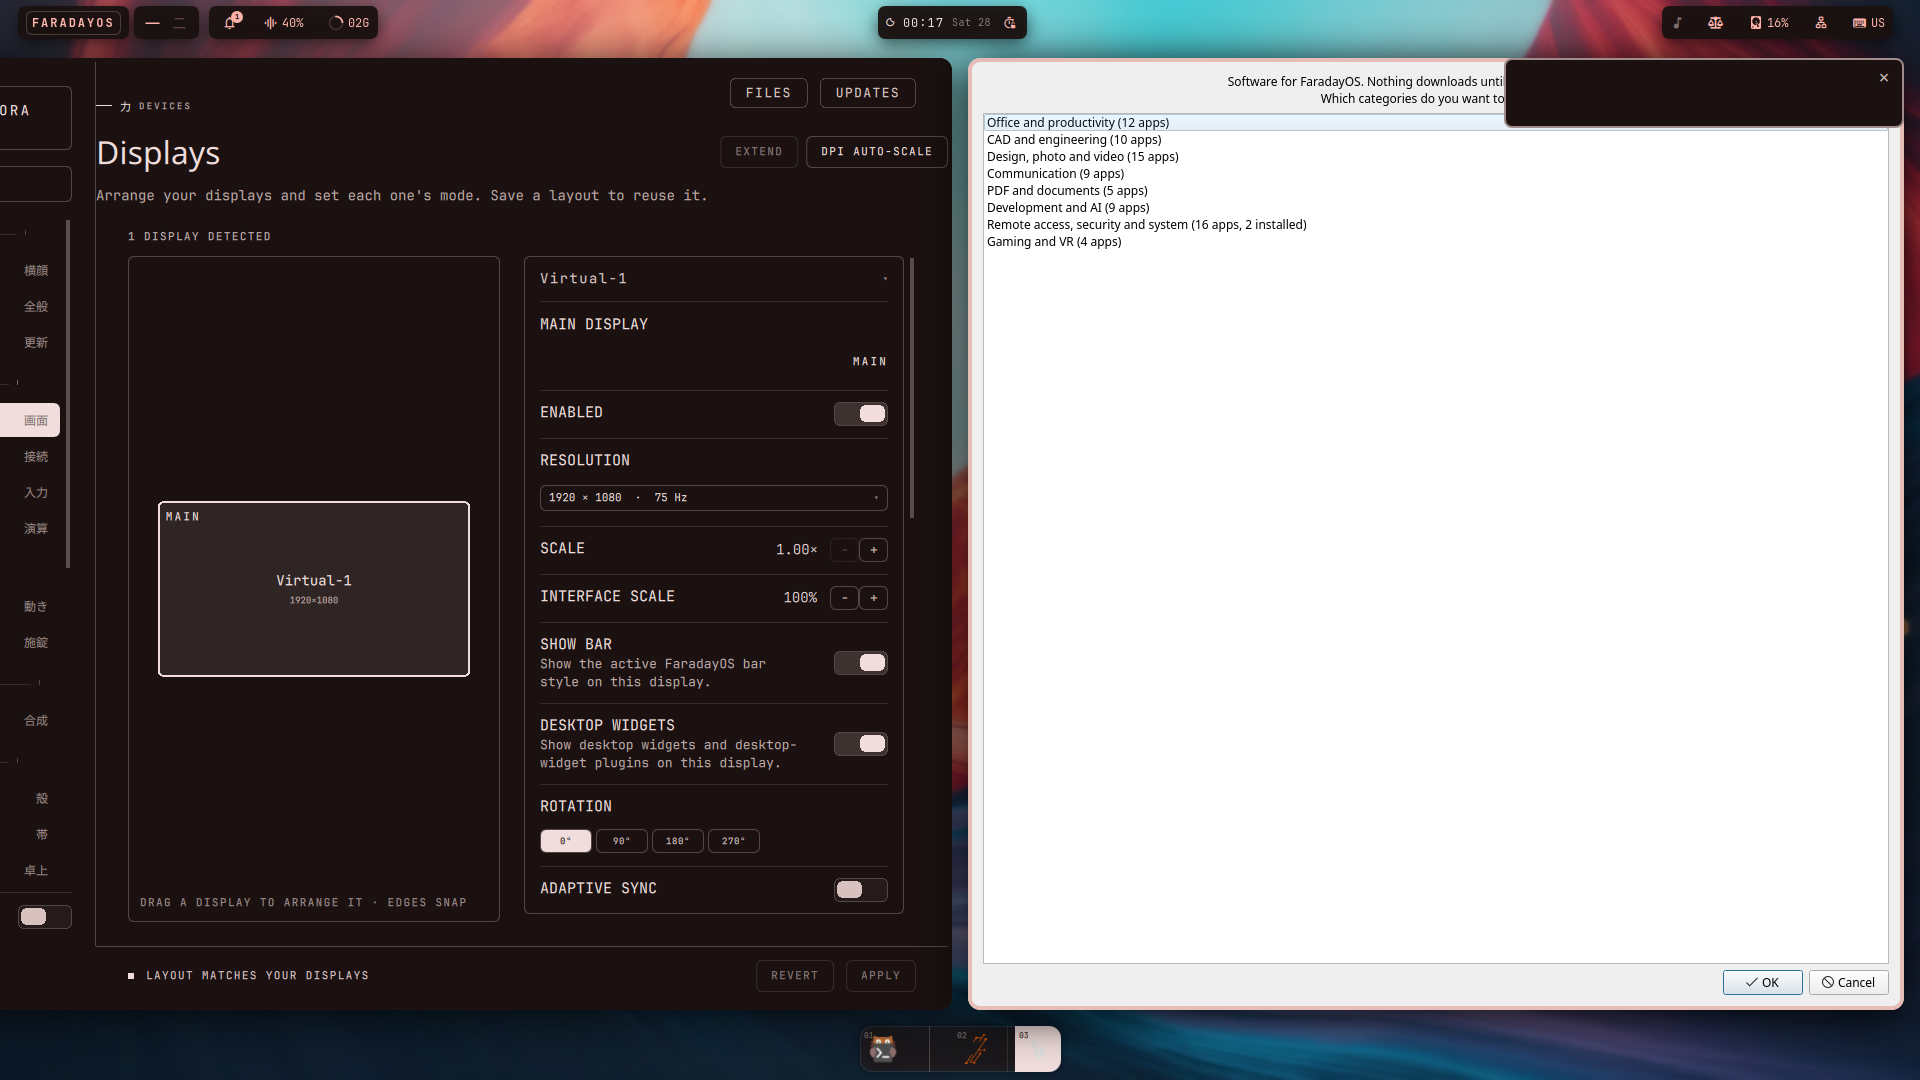 FARADAYOS
1
40%
02G
00:17 Sat 28
16%
US
ORA
横顔
全般
更新
画面
接続
入力
演算
動き
施錠
合成
殻
帯
卓上
カ DEVICES
FILES
UPDATES
Displays
EXTEND
DPI AUTO-SCALE
Arrange your displays and set each one's mode. Save a layout to reuse it.
1 DISPLAY DETECTED
MAIN
Virtual-1
1920×1080
DRAG A DISPLAY TO ARRANGE IT · EDGES SNAP
Virtual-1
MAIN DISPLAY
MAIN
ENABLED
RESOLUTION
1920 × 1080 · 75 Hz
SCALE
1.00×
- +
INTERFACE SCALE
100%
- +
SHOW BAR
Show the active FaradayOS bar
style on this display.
DESKTOP WIDGETS
Show desktop widgets and desktop-
widget plugins on this display.
ROTATION
0° 90° 180° 270°
ADAPTIVE SYNC
LAYOUT MATCHES YOUR DISPLAYS
REVERT
APPLY
Software for FaradayOS. Nothing downloads until
Which categories do you want to
Office and productivity (12 apps)
CAD and engineering (10 apps)
Design, photo and video (15 apps)
Communication (9 apps)
PDF and documents (5 apps)
Development and AI (9 apps)
Remote access, security and system (16 apps, 2 installed)
Gaming and VR (4 apps)
OK
Cancel
01
02
03